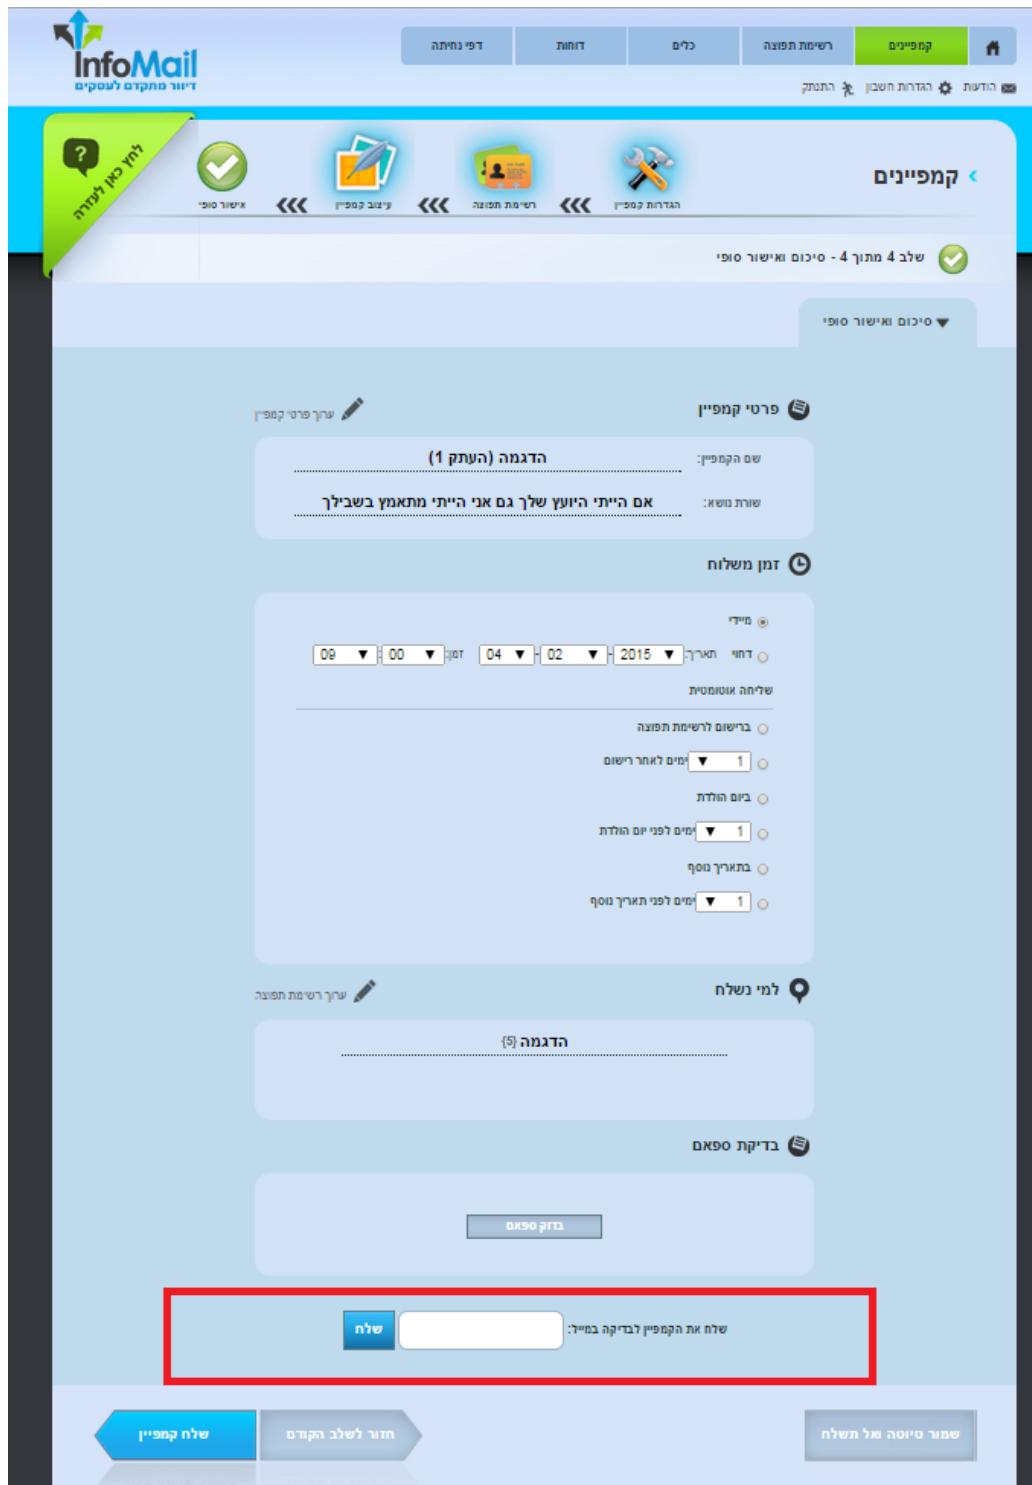 InfoMail
דיוור מתקדם לעסקים
קמפיינים
רשימת תפוצה
כלים
דוחות
דפי נחיתה
הודעות
הגדרות חשבון
התנתק
קמפיינים
הגדרות קמפיין
רשימת תפוצה
עיצוב קמפיין
אישור סופי
?
לחץ כאן לעזרה
שלב 4 מתוך 4 - סיכום ואישור סופי
סיכום ואישור סופי
פרטי קמפיין
ערוך פרטי קמפיין
שם הקמפיין: הדגמה (העתק 1)
שורת נושא: אם הייתי היועץ שלך גם אני הייתי מתאמץ בשבילך
זמן משלוח
מיידי
דחוי תאריך: 2015 - 02 - 04 זמן: 00 : 09
שליחה אוטומטית
ברישום לרשימת תפוצה
1 ימים לאחר רישום
ביום הולדת
1 ימים לפני יום הולדת
בתאריך נוסף
1 ימים לפני תאריך נוסף
למי נשלח
ערוך רשימת תפוצה
הדגמה {5}
בדיקת ספאם
בדוק ספאם
שלח את הקמפיין לבדיקה במייל:
שלח
שמור טיוטה ואל תשלח
חזור לשלב הקודם
שלח קמפיין